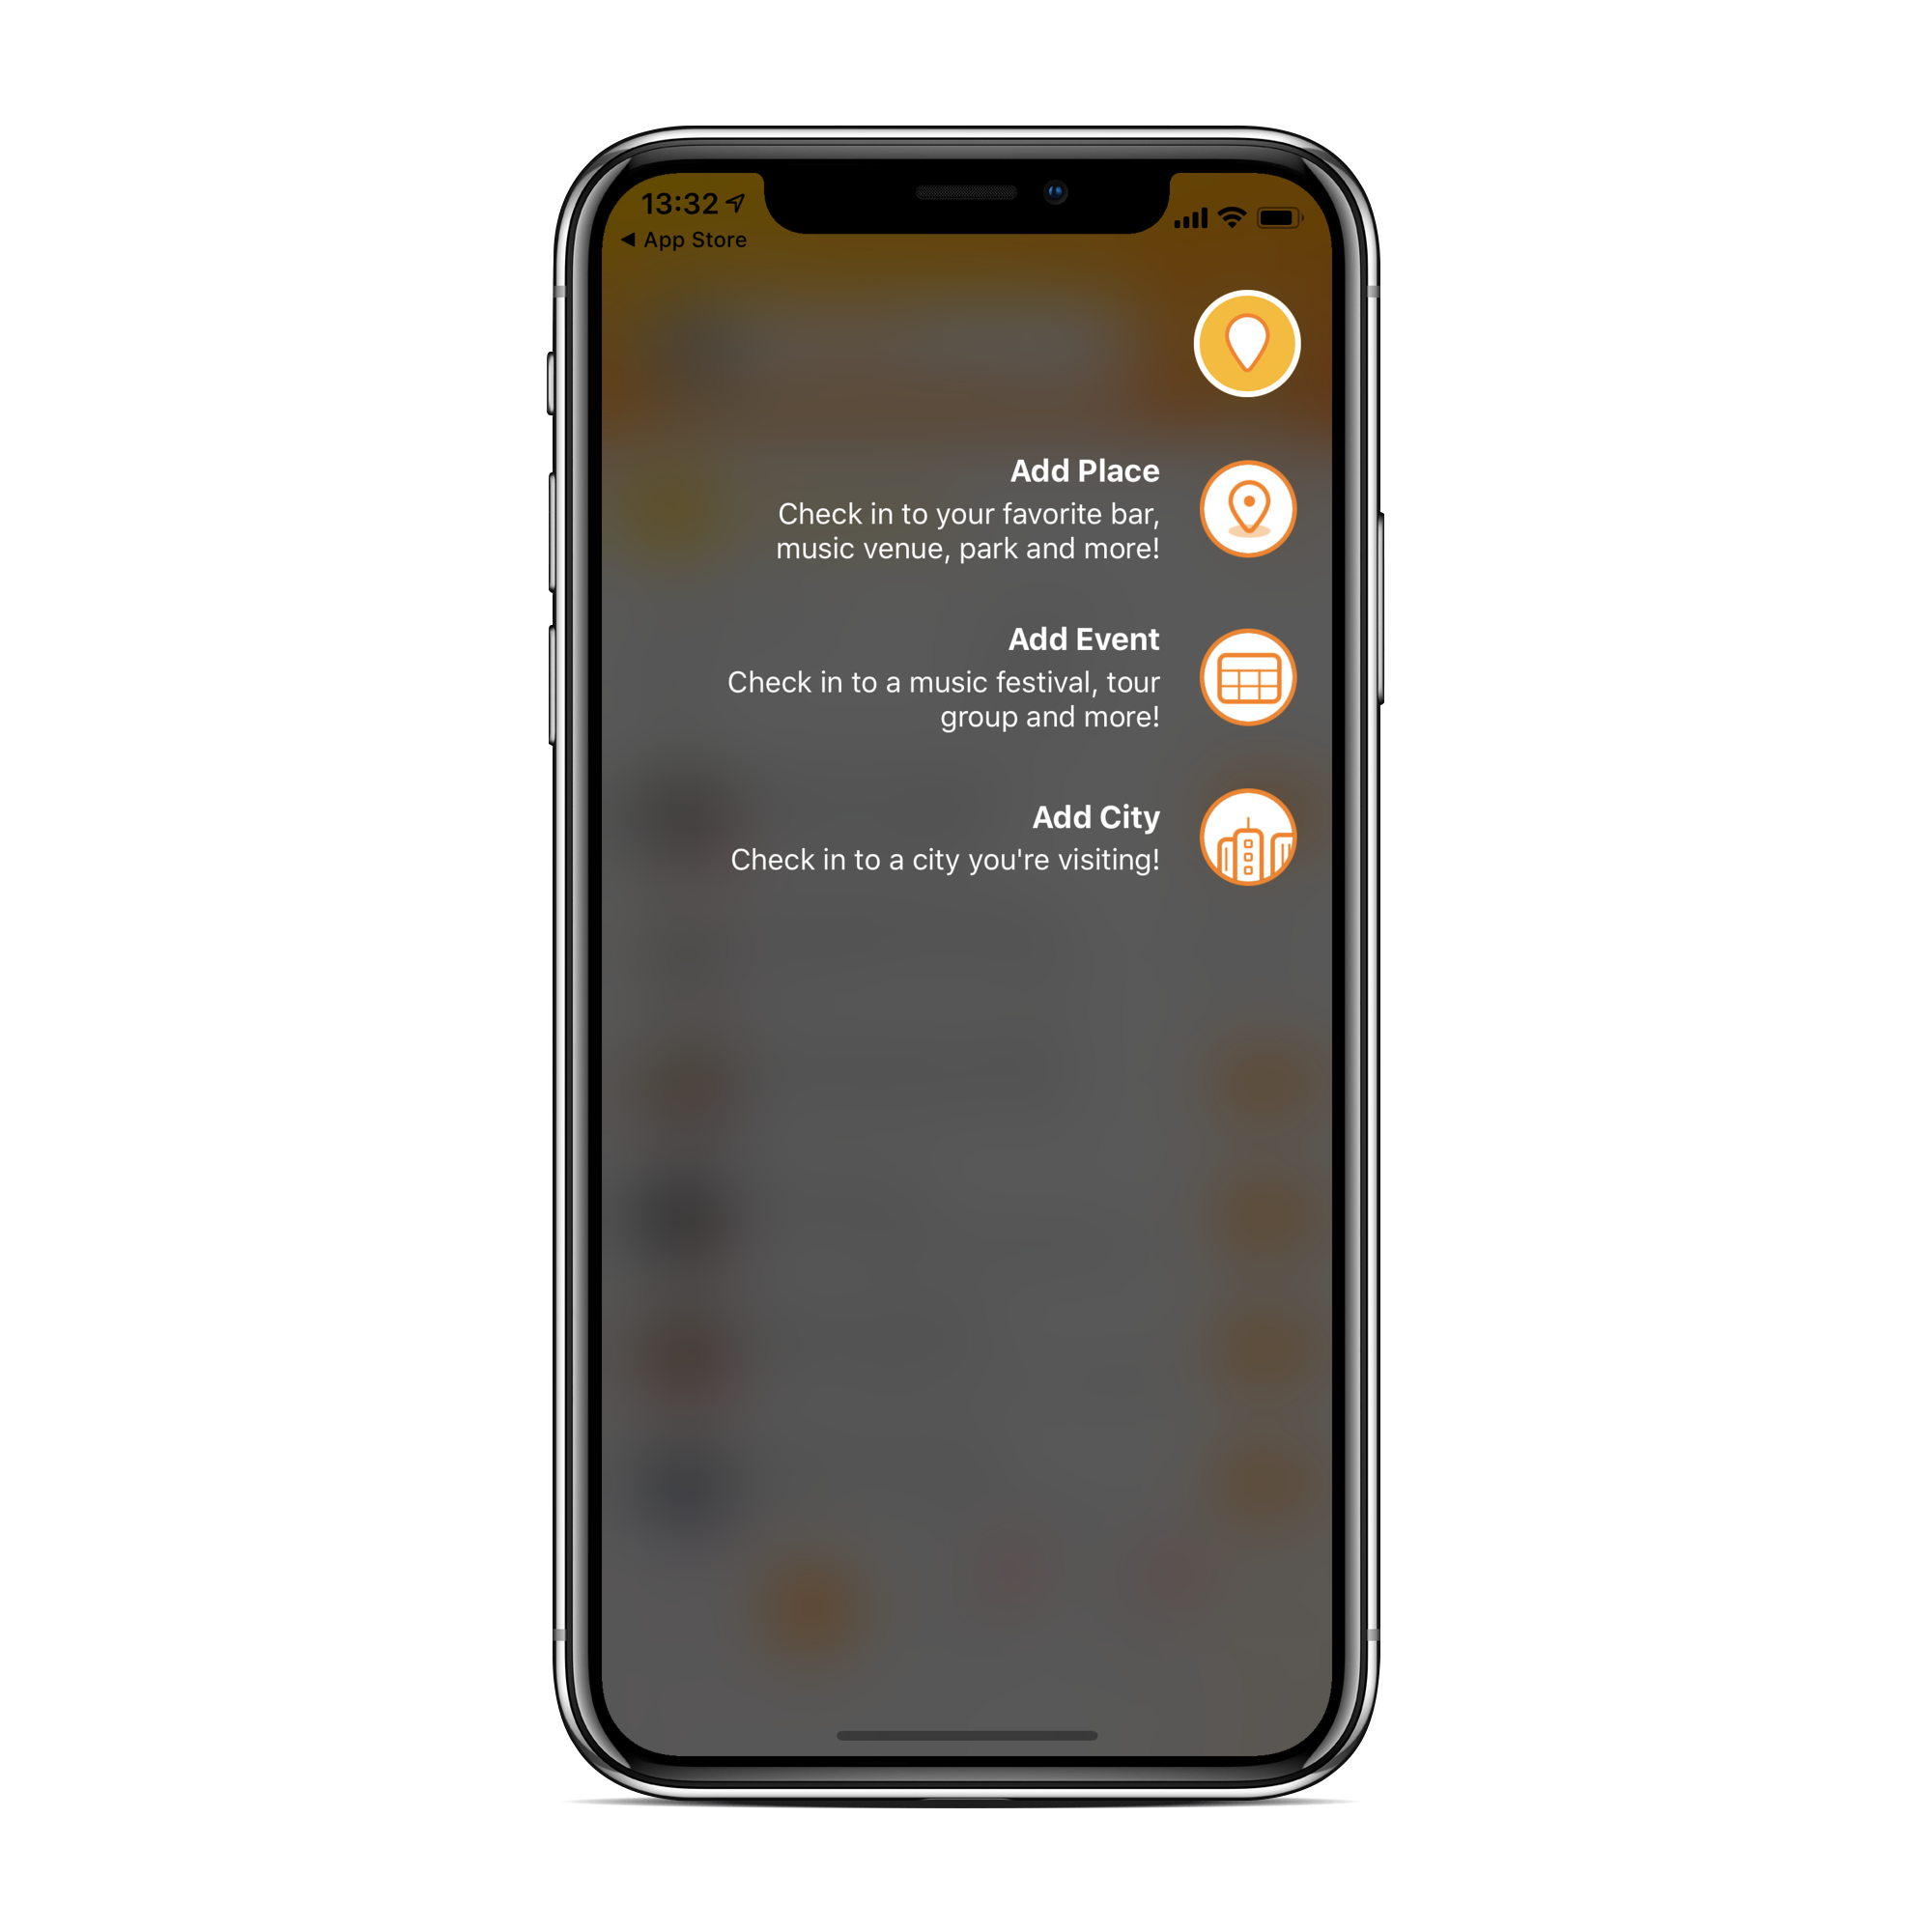 13:32
◀ App Store
Add Place
Check in to your favorite bar,
music venue, park and more!
Add Event
Check in to a music festival, tour
group and more!
Add City
Check in to a city you're visiting!